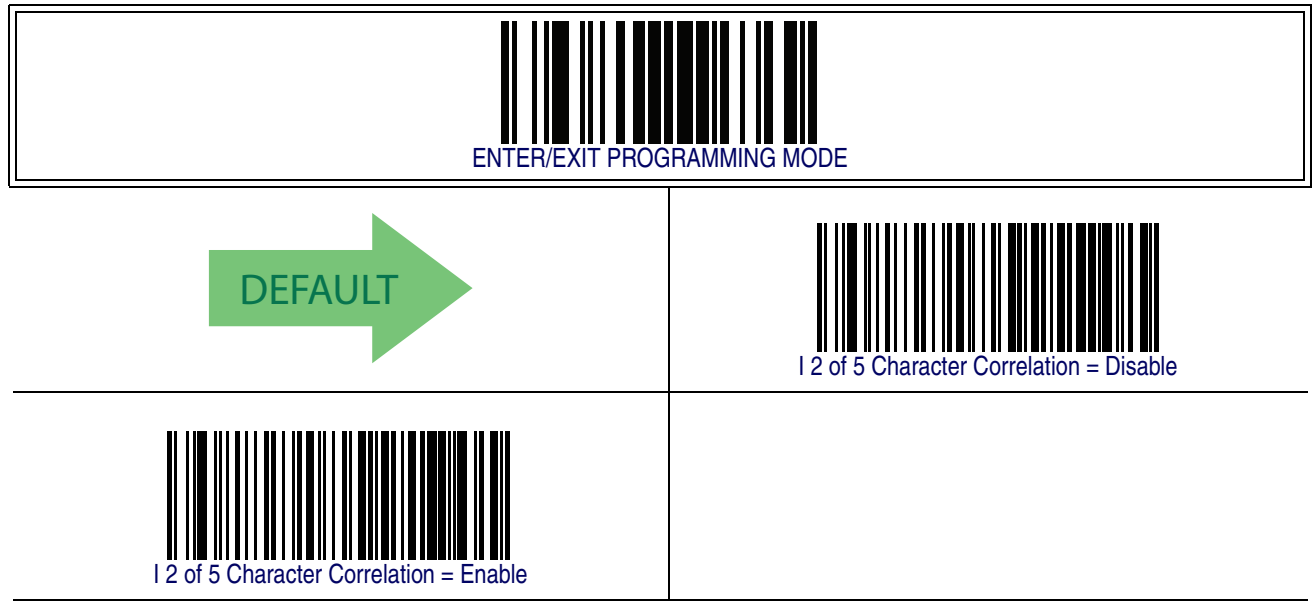 ENTER/EXIT PROGRAMMING MODE
DEFAULT
I 2 of 5 Character Correlation = Disable
I 2 of 5 Character Correlation = Enable